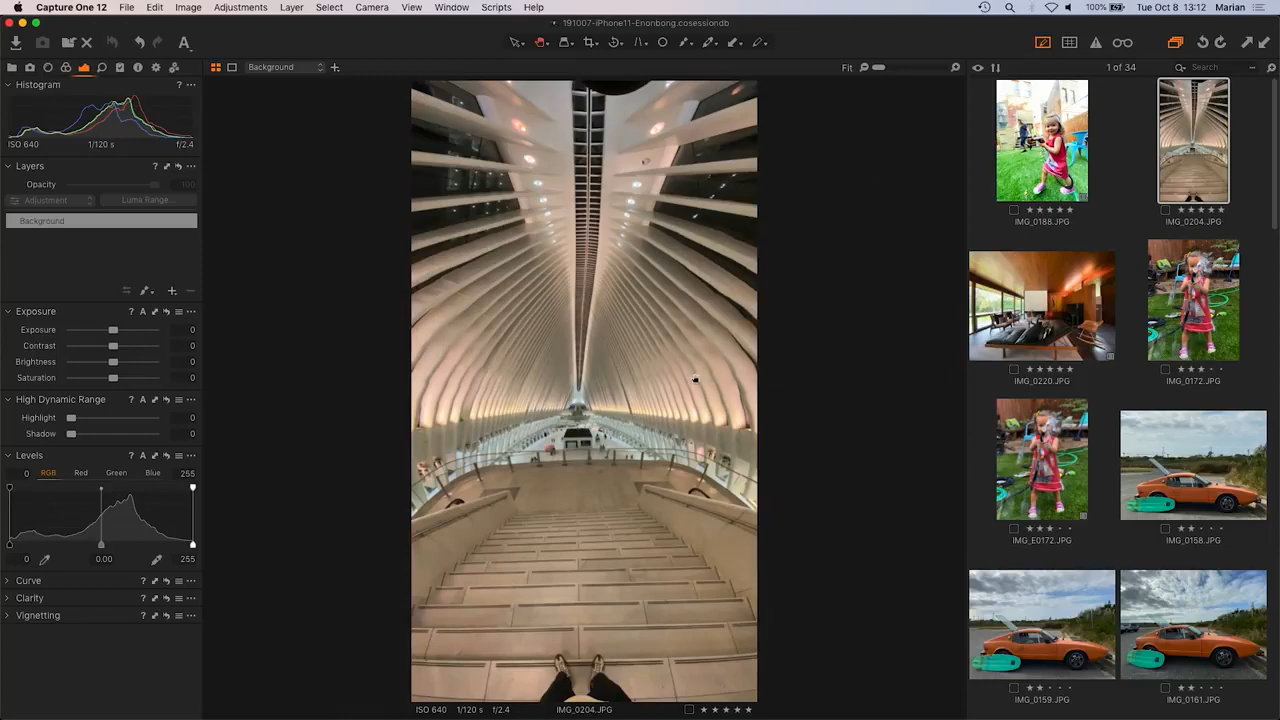 Capture One 12 File Edit Image Adjustments Layer Select Camera View Window Scripts Help 100% Tue Oct 8 13:12 Marian
191007-iPhone11-Enonbong.cosessiondb
Background Fit 1 of 34 Search
Histogram ?
ISO 640 1/120 s f/2.4
Layers ?
Opacity 100
Adjustment Luma Range...
Background
Exposure ? A
Exposure 0
Contrast 0
Brightness 0
Saturation 0
High Dynamic Range ? A
Highlight 0
Shadow 0
Levels ? A
0 RGB Red Green Blue 255
0 0.00 255
Curve ?
Clarity ?
Vignetting ?
ISO 640 1/120 s f/2.4 IMG_0204.JPG
IMG_0188.JPG IMG_0204.JPG
IMG_0220.JPG IMG_0172.JPG
IMG_E0172.JPG IMG_0158.JPG
IMG_0159.JPG IMG_0161.JPG